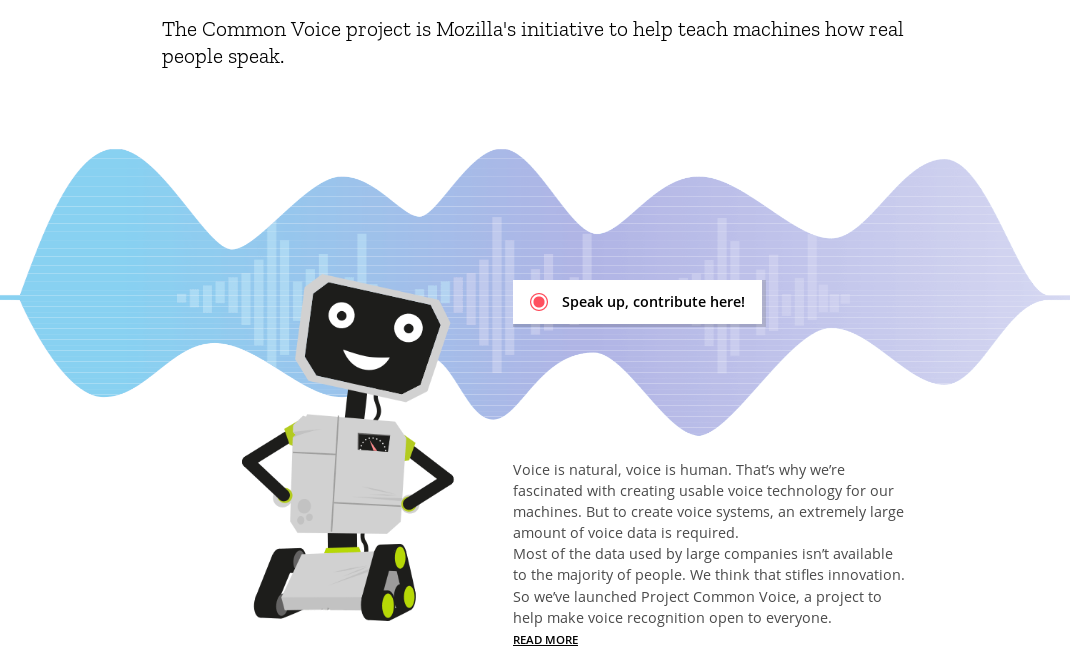 The Common Voice project is Mozilla's initiative to help teach machines how real
people speak.
Speak up, contribute here!
Voice is natural, voice is human. That’s why we’re
fascinated with creating usable voice technology for our
machines. But to create voice systems, an extremely large
amount of voice data is required.
Most of the data used by large companies isn’t available
to the majority of people. We think that stifles innovation.
So we’ve launched Project Common Voice, a project to
help make voice recognition open to everyone.
READ MORE